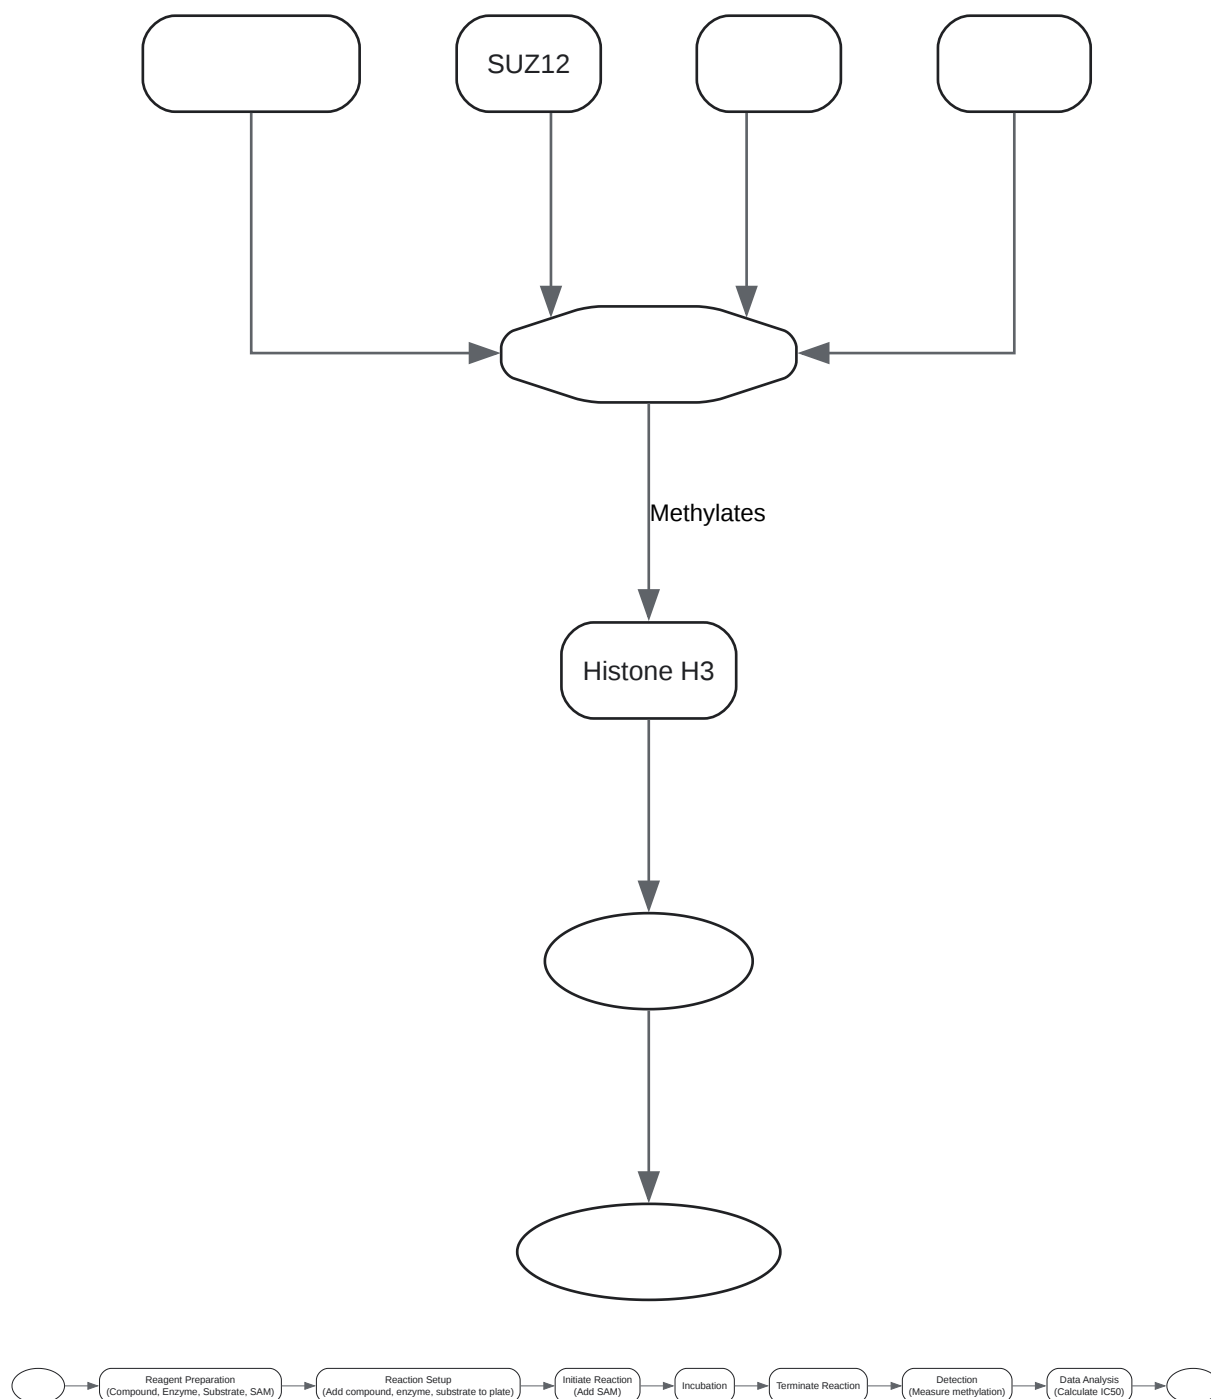 SUZ12
Methylates
Histone H3
Reagent Preparation
(Compound, Enzyme, Substrate, SAM)
Reaction Setup
(Add compound, enzyme, substrate to plate)
Initiate Reaction
(Add SAM)
Incubation
Terminate Reaction
Detection
(Measure methylation)
Data Analysis
(Calculate IC50)